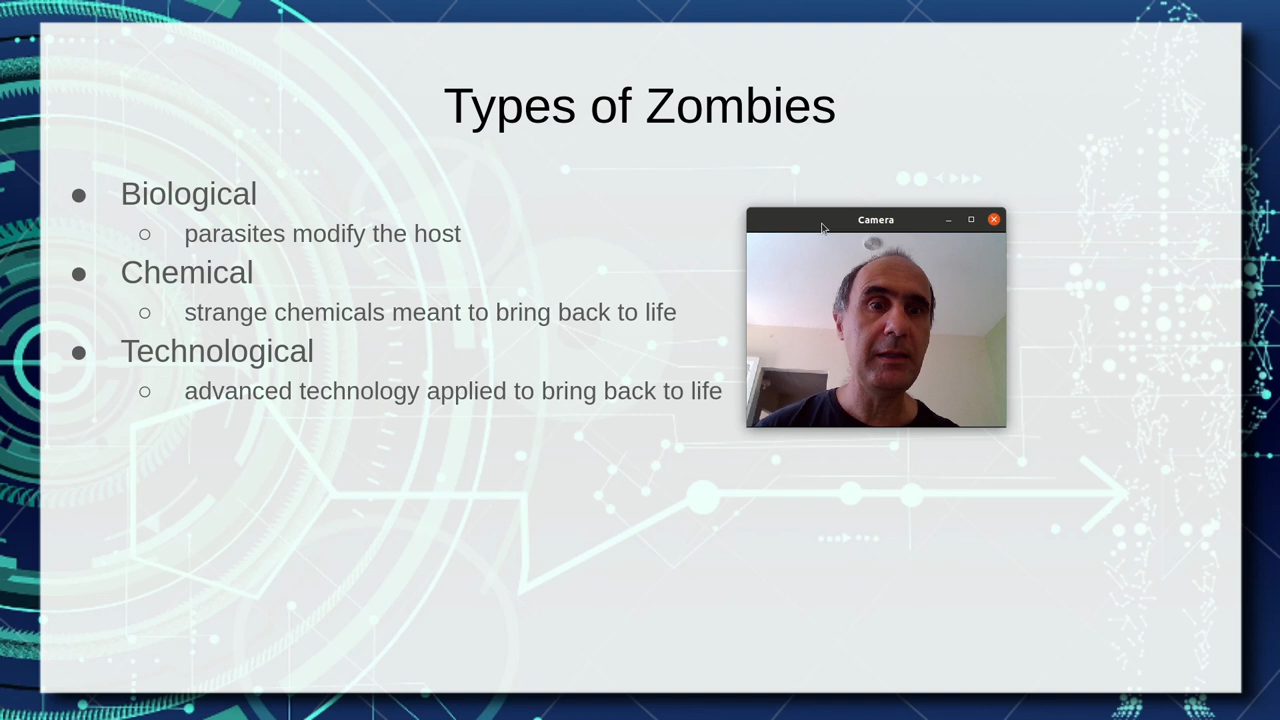 Types of Zombies
● Biological
○ parasites modify the host
● Chemical
○ strange chemicals meant to bring back to life
● Technological
○ advanced technology applied to bring back to life
Camera